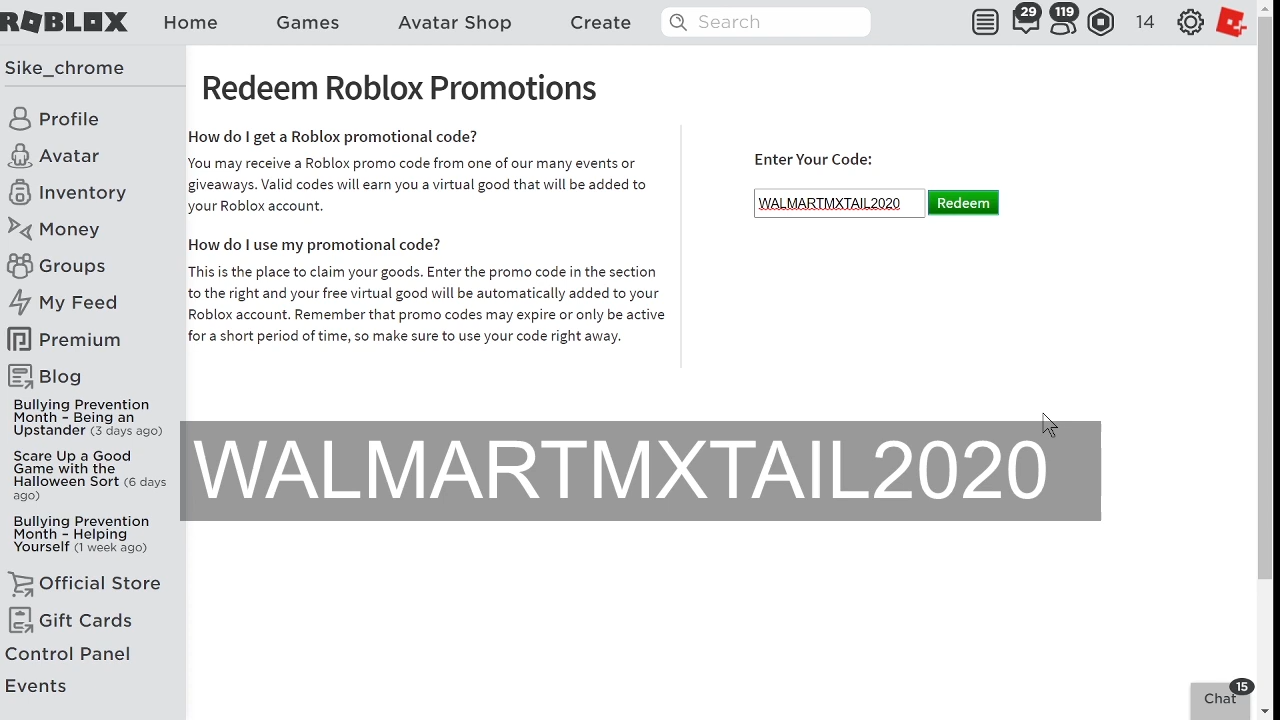 ROBLOX
Home
Games
Avatar Shop
Create
Search
29
119
14
Sike_chrome
Profile
Avatar
Inventory
Money
Groups
My Feed
Premium
Blog
Bullying Prevention
Month – Being an
Upstander (3 days ago)
Scare Up a Good
Game with the
Halloween Sort (6 days
ago)
Bullying Prevention
Month – Helping
Yourself (1 week ago)
Official Store
Gift Cards
Control Panel
Events
Redeem Roblox Promotions
How do I get a Roblox promotional code?
You may receive a Roblox promo code from one of our many events or
giveaways. Valid codes will earn you a virtual good that will be added to
your Roblox account.
How do I use my promotional code?
This is the place to claim your goods. Enter the promo code in the section
to the right and your free virtual good will be automatically added to your
Roblox account. Remember that promo codes may expire or only be active
for a short period of time, so make sure to use your code right away.
Enter Your Code:
WALMARTMXTAIL2020
Redeem
WALMARTMXTAIL2020
Chat
15